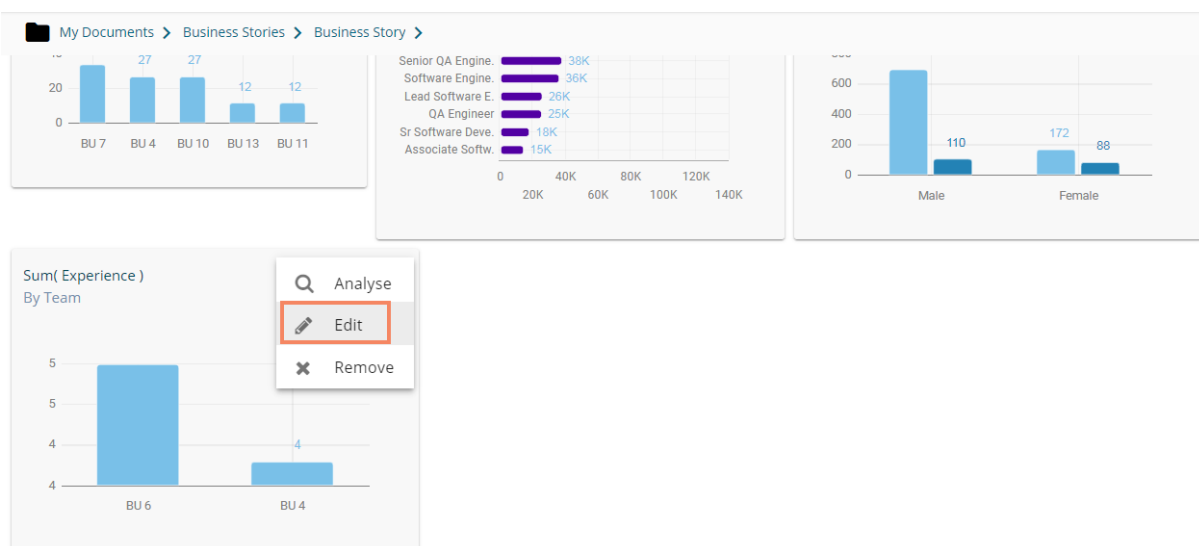 My Documents > Business Stories > Business Story >
27 27
20
12 12
0
BU 7 BU 4 BU 10 BU 13 BU 11
Senior QA Engine. 38K
Software Engine. 36K
Lead Software E. 26K
QA Engineer 25K
Sr Software Deve. 18K
Associate Softw. 15K
0 40K 80K 120K
20K 60K 100K 140K
600
400
200
0
110
172
88
Male Female
Sum( Experience )
By Team
Analyse
Edit
Remove
5
5
4
4
4
BU 6 BU 4